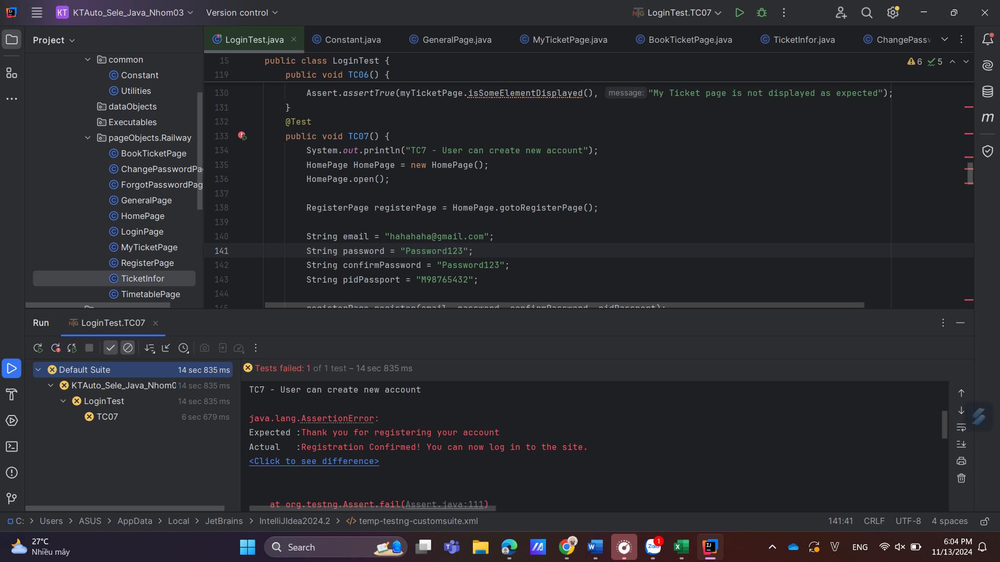 KT KTAuto_Sele_Java_Nhom03 Version control LoginTest.TC07
Project
LoginTest.java Constant.java GeneralPage.java MyTicketPage.java BookTicketPage.java TicketInfor.java ChangePassw
common
Constant
Utilities
dataObjects
Executables
pageObjects.Railway
BookTicketPage
ChangePasswordPa
ForgotPasswordPag
GeneralPage
HomePage
LoginPage
MyTicketPage
RegisterPage
TicketInfor
TimetablePage
6 5
15 public class LoginTest {
119 public void TC06() {
130 Assert.assertTrue(myTicketPage.isSomeElementDisplayed(), message: "My Ticket page is not displayed as expected");
131 }
132 @Test
133 public void TC07() {
134 System.out.println("TC7 - User can create new account");
135 HomePage HomePage = new HomePage();
136 HomePage.open();
137
138 RegisterPage registerPage = HomePage.gotoRegisterPage();
139
140 String email = "hahahaha@gmail.com";
141 String password = "Password123";
142 String confirmPassword = "Password123";
143 String pidPassport = "M98765432";
144
145 registerPage.register(email, password, confirmPassword, pidPassport);
Run LoginTest.TC07
Default Suite 14 sec 835 ms
KTAuto_Sele_Java_Nhom0 14 sec 835 ms
LoginTest 14 sec 835 ms
TC07 6 sec 679 ms
Tests failed: 1 of 1 test – 14 sec 835 ms
TC7 - User can create new account
java.lang.AssertionError:
Expected :Thank you for registering your account
Actual :Registration Confirmed! You can now log in to the site.
<Click to see difference>
at org.testng.Assert.fail(Assert.java:111)
C: > Users > ASUS > AppData > Local > JetBrains > IntelliJIdea2024.2 > temp-testng-customsuite.xml
141:41 CRLF UTF-8 4 spaces
27°C
Nhiều mây
Search
Zalo 1
ENG
6:04 PM
11/13/2024